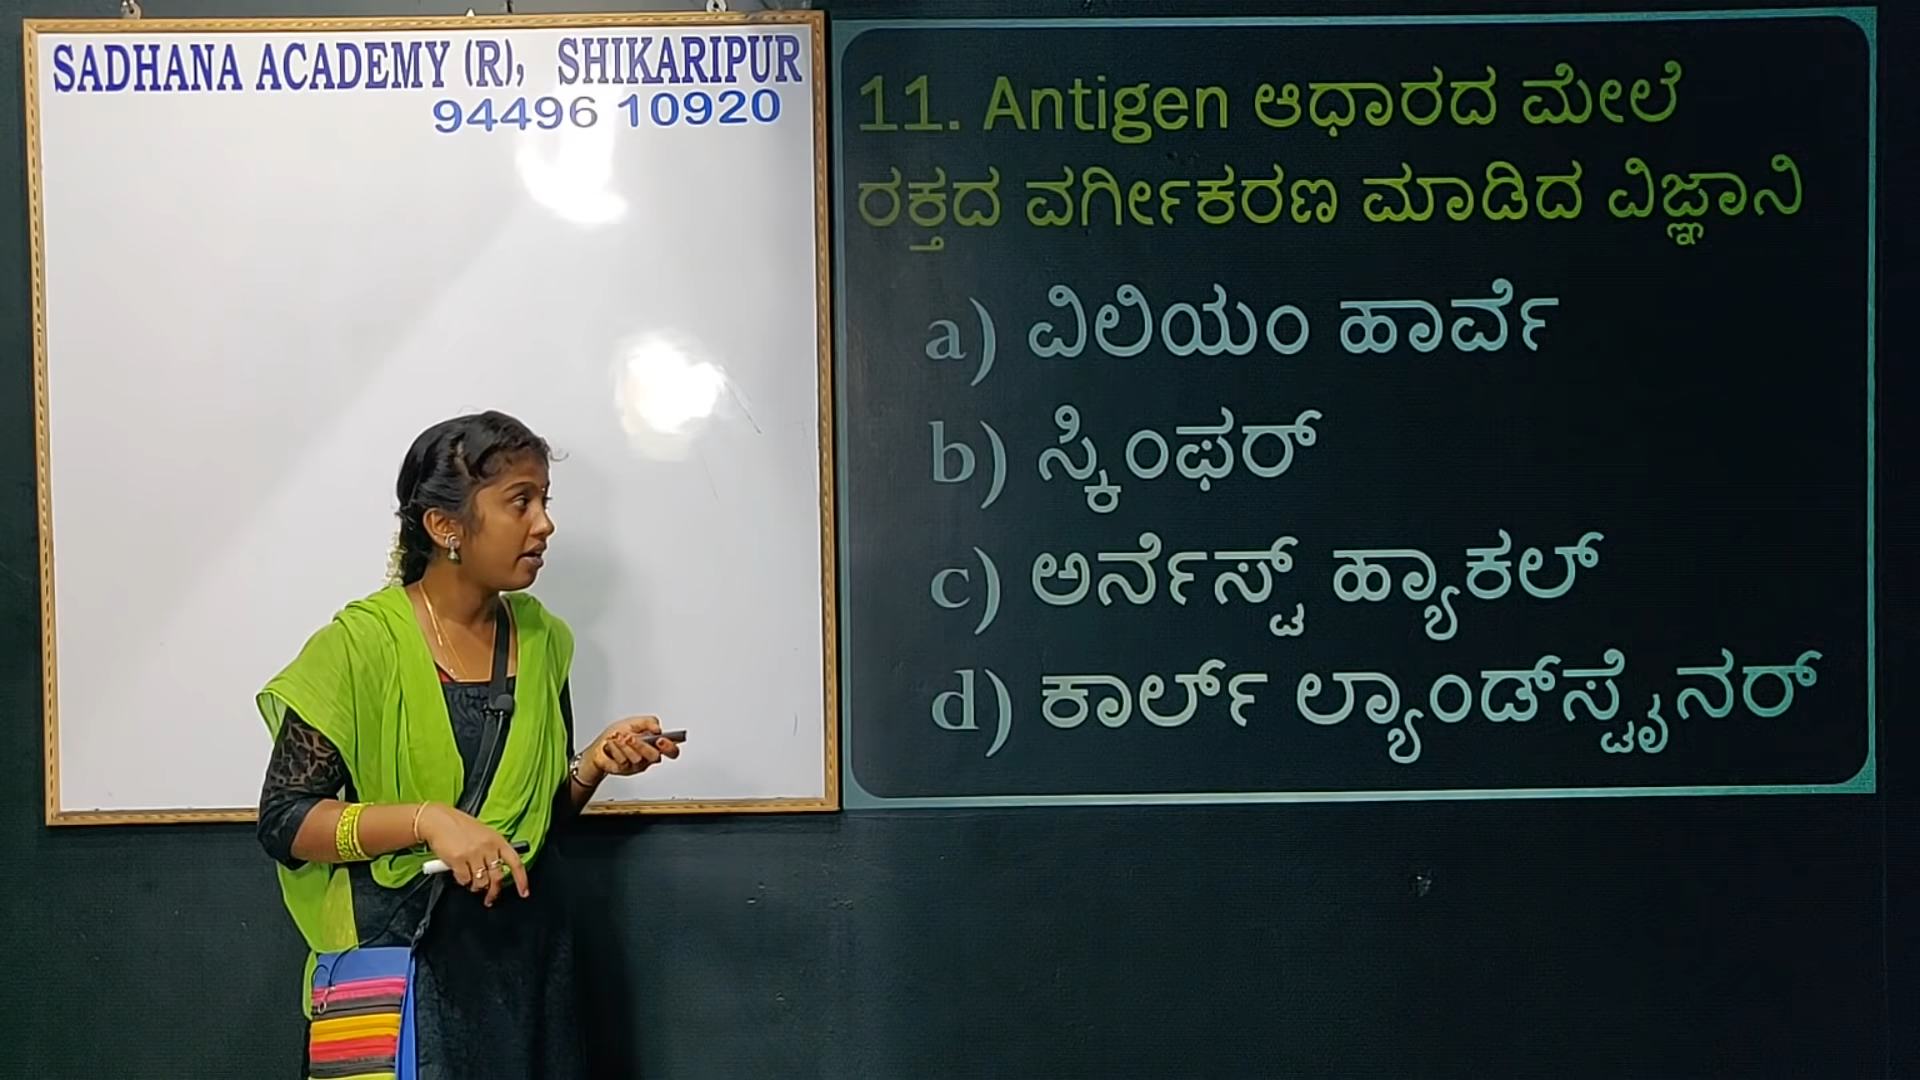 SADHANA ACADEMY (R), SHIKARIPUR
94496 10920
11. Antigen ಆಧಾರದ ಮೇಲೆ
ರಕ್ತದ ವರ್ಗೀಕರಣ ಮಾಡಿದ ವಿಜ್ಞಾನಿ
a) ವಿಲಿಯಂ ಹಾರ್ವೆ
b) ಸ್ಕಿಂಫರ್
c) ಅರ್ನೆಸ್ಟ್ ಹ್ಯಾಕಲ್
d) ಕಾರ್ಲ್ ಲ್ಯಾಂಡ್‌ಸ್ಟೈನರ್